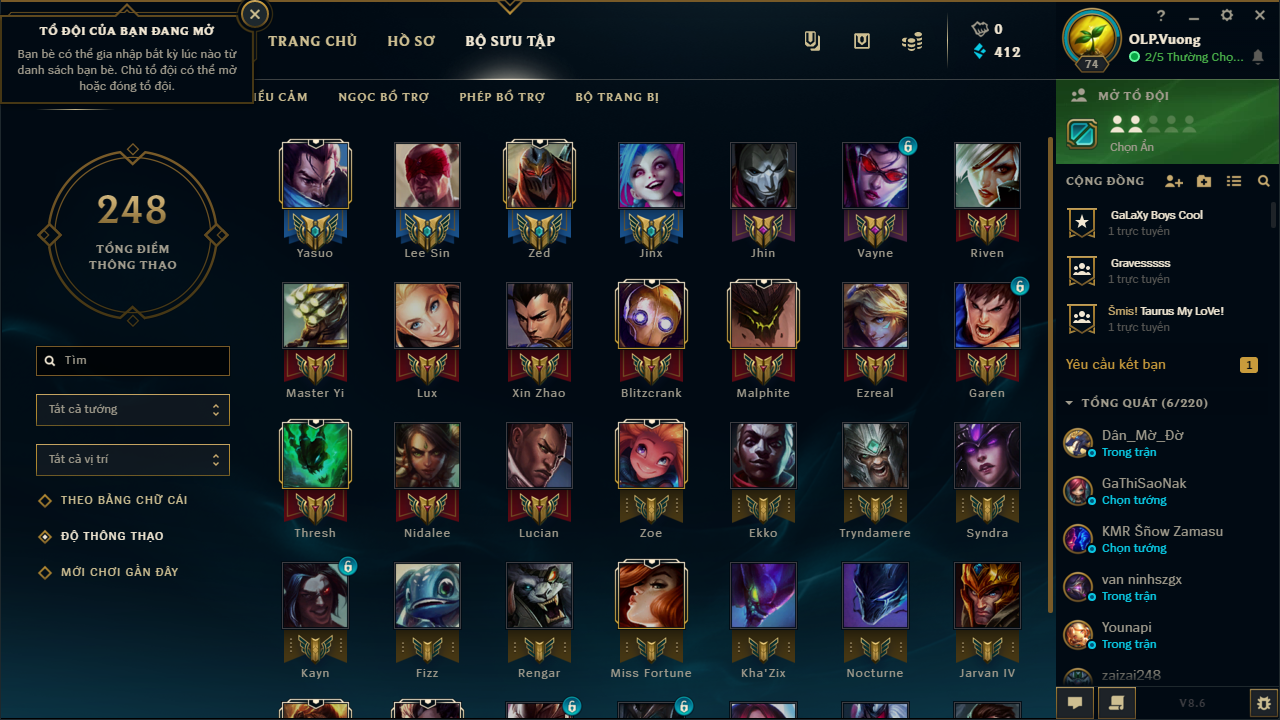 TỔ ĐỘI CỦA BẠN ĐANG MỞ
Bạn bè có thể gia nhập bất kỳ lúc nào từ
danh sách bạn bè. Chủ tổ đội có thể mở
hoặc đóng tổ đội.
TRANG CHỦ
HỒ SƠ
BỘ SƯU TẬP
0
412
?
OLP.Vuong
2/5 Thường Chọ...
74
CẢM
NGỌC BỔ TRỢ
PHÉP BỔ TRỢ
BỘ TRANG BỊ
248
TỔNG ĐIỂM
THÔNG THẠO
Tìm
Tất cả tướng
Tất cả vị trí
THEO BẢNG CHỮ CÁI
ĐỘ THÔNG THẠO
MỚI CHƠI GẦN ĐÂY
6
Yasuo
Lee Sin
Zed
Jinx
Jhin
Vayne
Riven
6
Master Yi
Lux
Xin Zhao
Blitzcrank
Malphite
Ezreal
Garen
Thresh
Nidalee
Lucian
Zoe
Ekko
Tryndamere
Syndra
6
Kayn
Fizz
Rengar
Miss Fortune
Kha'Zix
Nocturne
Jarvan IV
6
6
MỞ TỔ ĐỘI
Chọn Ẩn
CỘNG ĐỒNG
GaLaXy Boys Cool
1 trực tuyến
Gravesssss
1 trực tuyến
Šmis! Taurus My LoVe!
1 trực tuyến
Yêu cầu kết bạn
1
TỔNG QUÁT (6/220)
Dân_Mờ_Đờ
Trong trận
GaThiSaoNak
Chọn tướng
KMR Šñow Zamasu
Chọn tướng
van ninhszgx
Trong trận
Younapi
Trong trận
zaizai248
V8.6